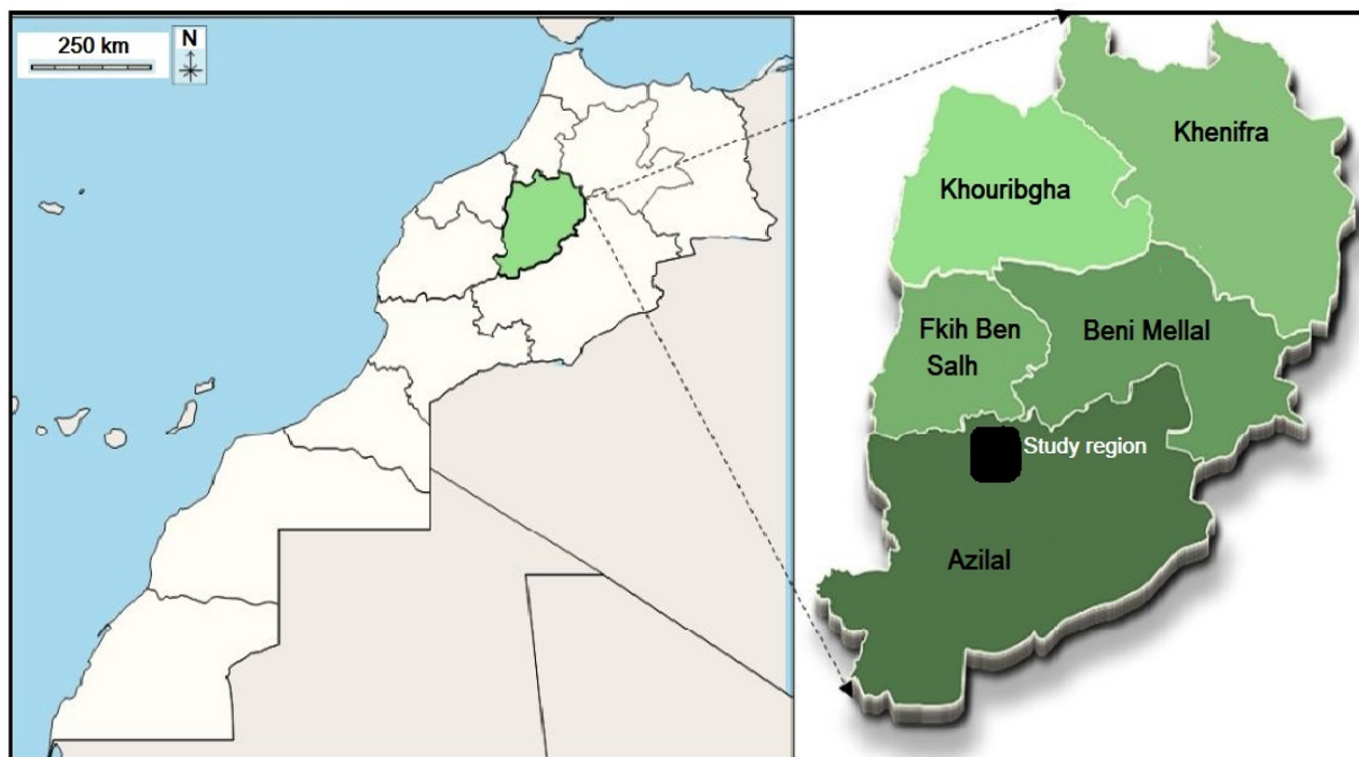 250 km
N
Khenifra
Khouribgha
Fkih Ben
Salh
Beni Mellal
Study region
Azilal